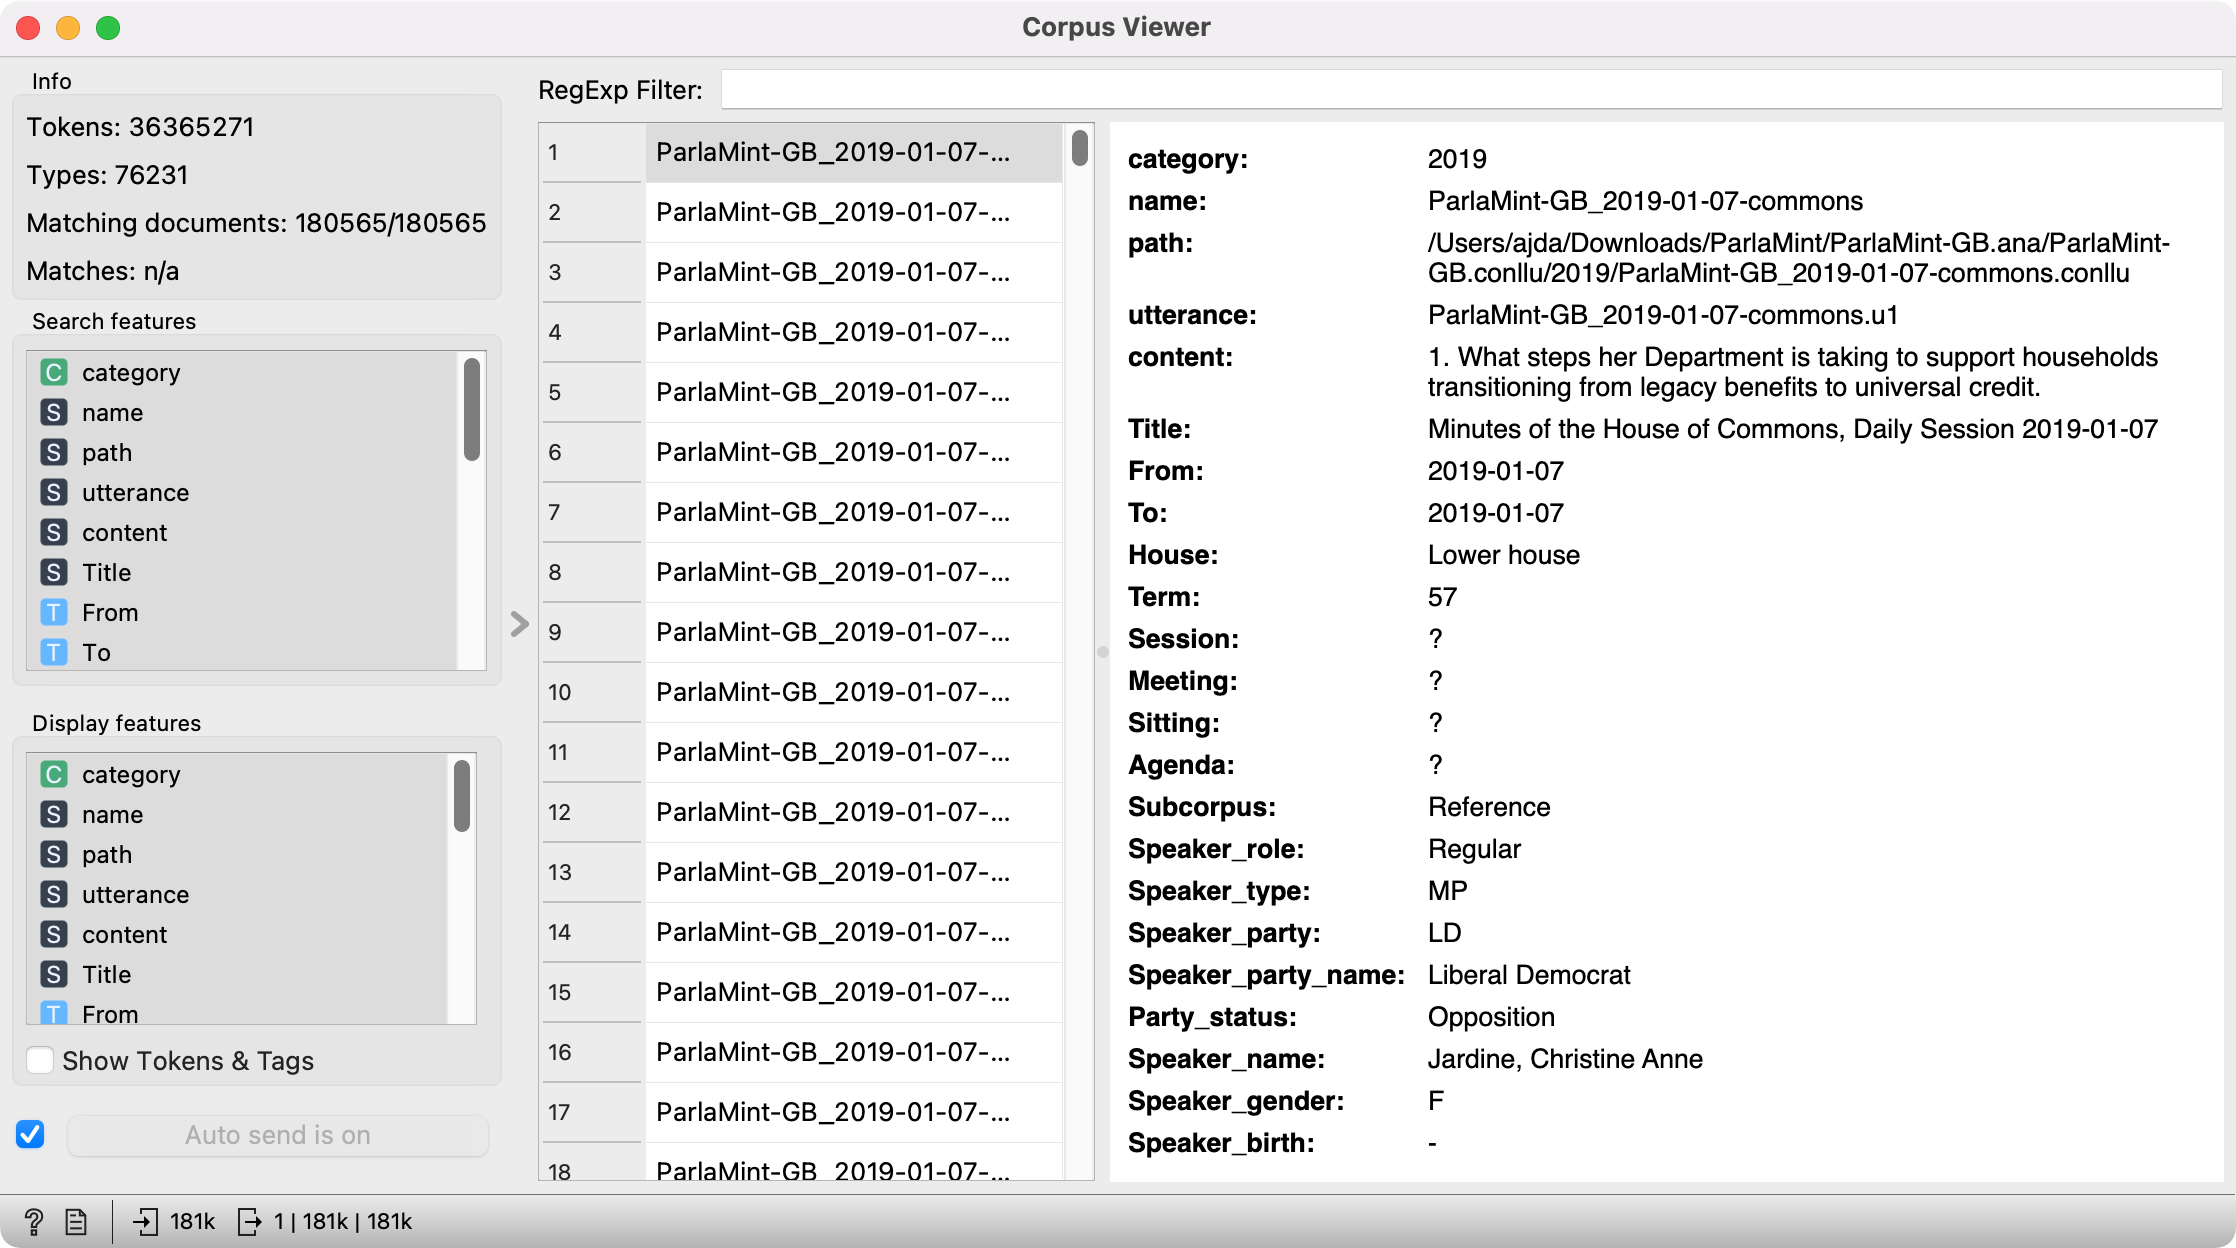 Corpus Viewer
Info
Tokens: 36365271
Types: 76231
Matching documents: 180565/180565
Matches: n/a
Search features
C category
S name
S path
S utterance
S content
S Title
T From
T To
Display features
C category
S name
S path
S utterance
S content
S Title
T From
Show Tokens & Tags
Auto send is on
RegExp Filter:
1 ParlaMint-GB_2019-01-07-...
2 ParlaMint-GB_2019-01-07-...
3 ParlaMint-GB_2019-01-07-...
4 ParlaMint-GB_2019-01-07-...
5 ParlaMint-GB_2019-01-07-...
6 ParlaMint-GB_2019-01-07-...
7 ParlaMint-GB_2019-01-07-...
8 ParlaMint-GB_2019-01-07-...
9 ParlaMint-GB_2019-01-07-...
10 ParlaMint-GB_2019-01-07-...
11 ParlaMint-GB_2019-01-07-...
12 ParlaMint-GB_2019-01-07-...
13 ParlaMint-GB_2019-01-07-...
14 ParlaMint-GB_2019-01-07-...
15 ParlaMint-GB_2019-01-07-...
16 ParlaMint-GB_2019-01-07-...
17 ParlaMint-GB_2019-01-07-...
18 ParlaMint-GB_2019-01-07-...
category: 2019
name: ParlaMint-GB_2019-01-07-commons
path: /Users/ajda/Downloads/ParlaMint/ParlaMint-GB.ana/ParlaMint-
GB.conllu/2019/ParlaMint-GB_2019-01-07-commons.conllu
utterance: ParlaMint-GB_2019-01-07-commons.u1
content: 1. What steps her Department is taking to support households
transitioning from legacy benefits to universal credit.
Title: Minutes of the House of Commons, Daily Session 2019-01-07
From: 2019-01-07
To: 2019-01-07
House: Lower house
Term: 57
Session: ?
Meeting: ?
Sitting: ?
Agenda: ?
Subcorpus: Reference
Speaker_role: Regular
Speaker_type: MP
Speaker_party: LD
Speaker_party_name: Liberal Democrat
Party_status: Opposition
Speaker_name: Jardine, Christine Anne
Speaker_gender: F
Speaker_birth: -
? 181k 1 | 181k | 181k